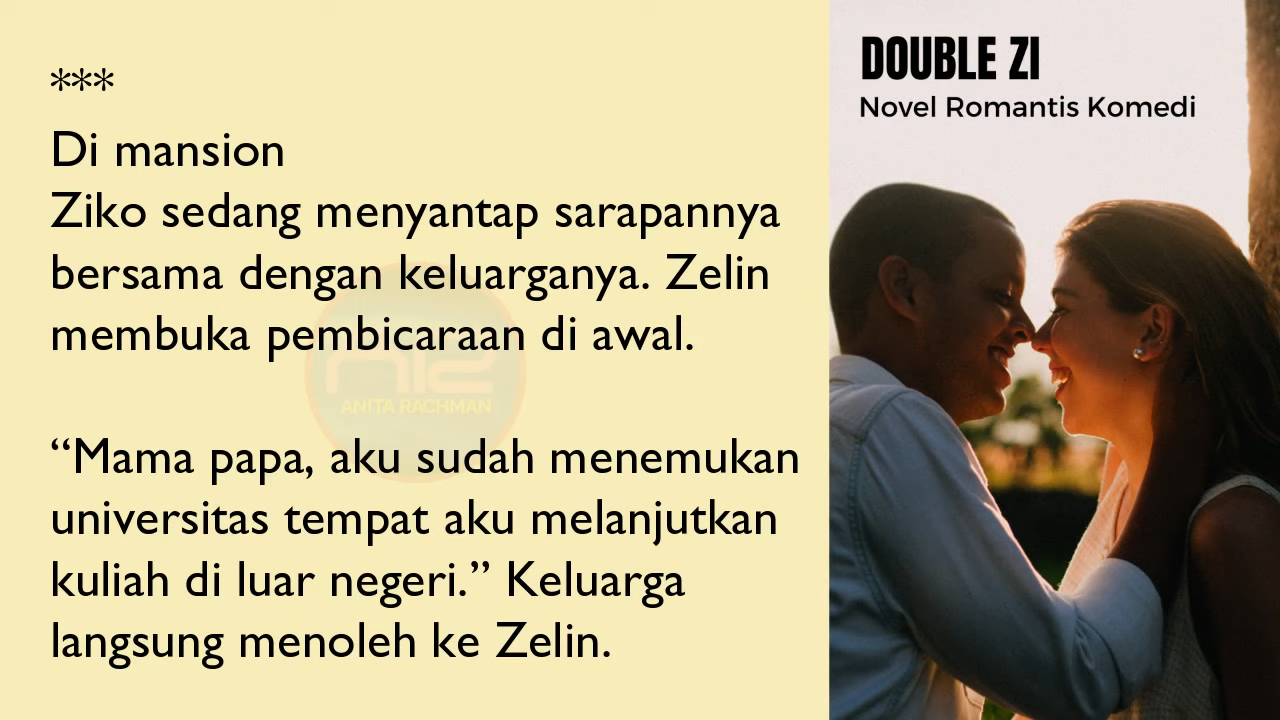 ***
Di mansion
Ziko sedang menyantap sarapannya
bersama dengan keluarganya. Zelin
membuka pembicaraan di awal.
“Mama papa, aku sudah menemukan
universitas tempat aku melanjutkan
kuliah di luar negeri.” Keluarga
langsung menoleh ke Zelin.
DOUBLE ZI
Novel Romantis Komedi
ANITA RACHMAN